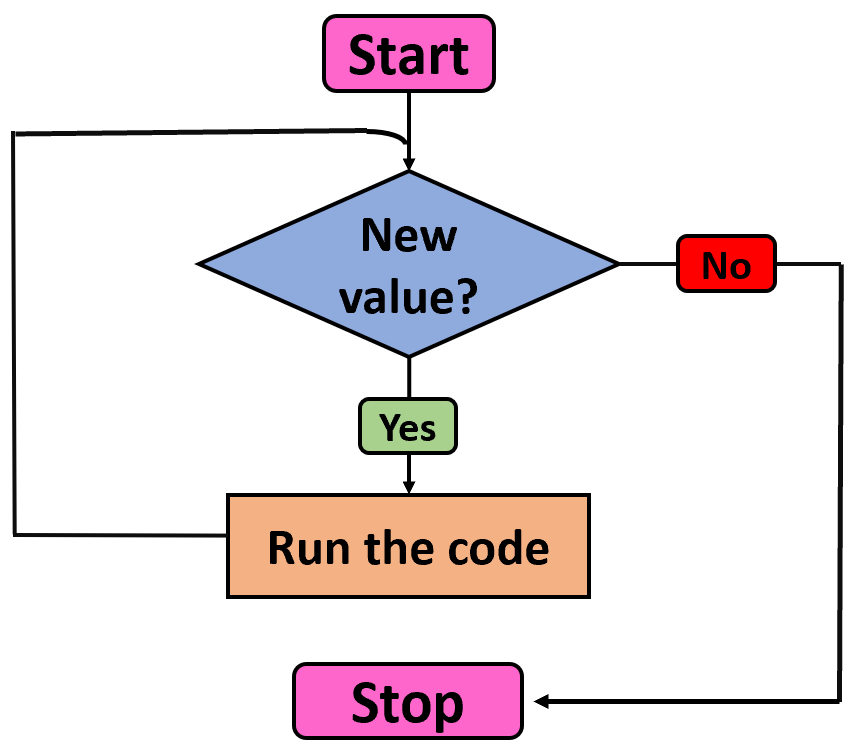 Start
New
value?
No
Yes
Run the code
Stop